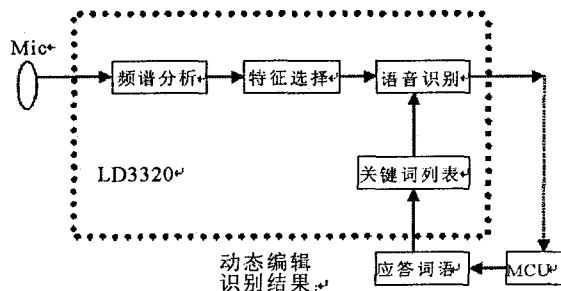 Mic
频谱分析
特征选择
语音识别
LD3320
关键词列表
动态编辑
识别结果.
应答词语
MCU